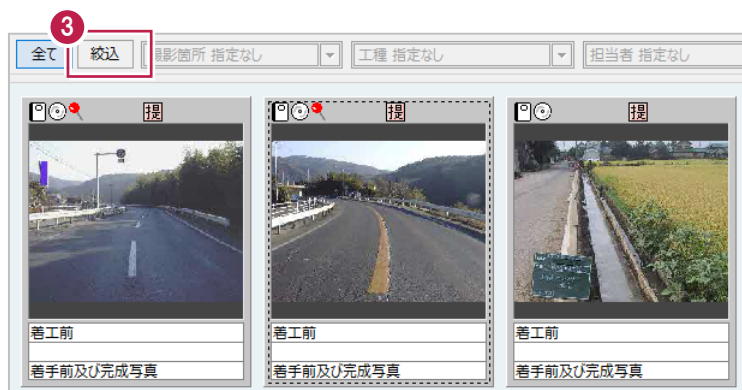 3
全て 絞込 撮影箇所 指定なし 工種 指定なし 担当者 指定なし
提 提 提
着工前 着工前 着工前
着手前及び完成写真 着手前及び完成写真 着手前及び完成写真